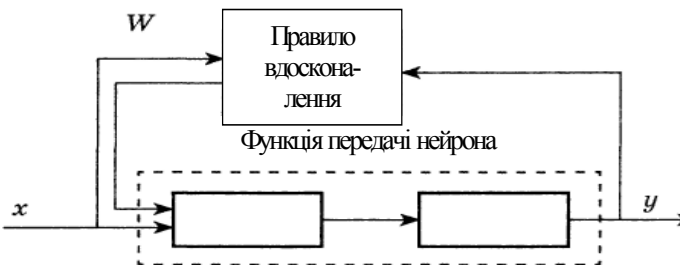 W
Правило
вдоскона-
лення
Функція передачі нейрона
x
y